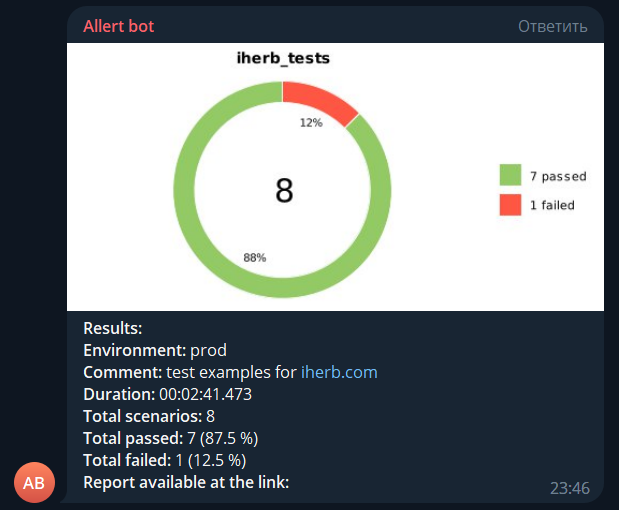 Allert bot
Ответить
iherb_tests
12%
8
7 passed
1 failed
88%
Results:
Environment: prod
Comment: test examples for iherb.com
Duration: 00:02:41.473
Total scenarios: 8
Total passed: 7 (87.5 %)
Total failed: 1 (12.5 %)
Report available at the link:
AB
23:46